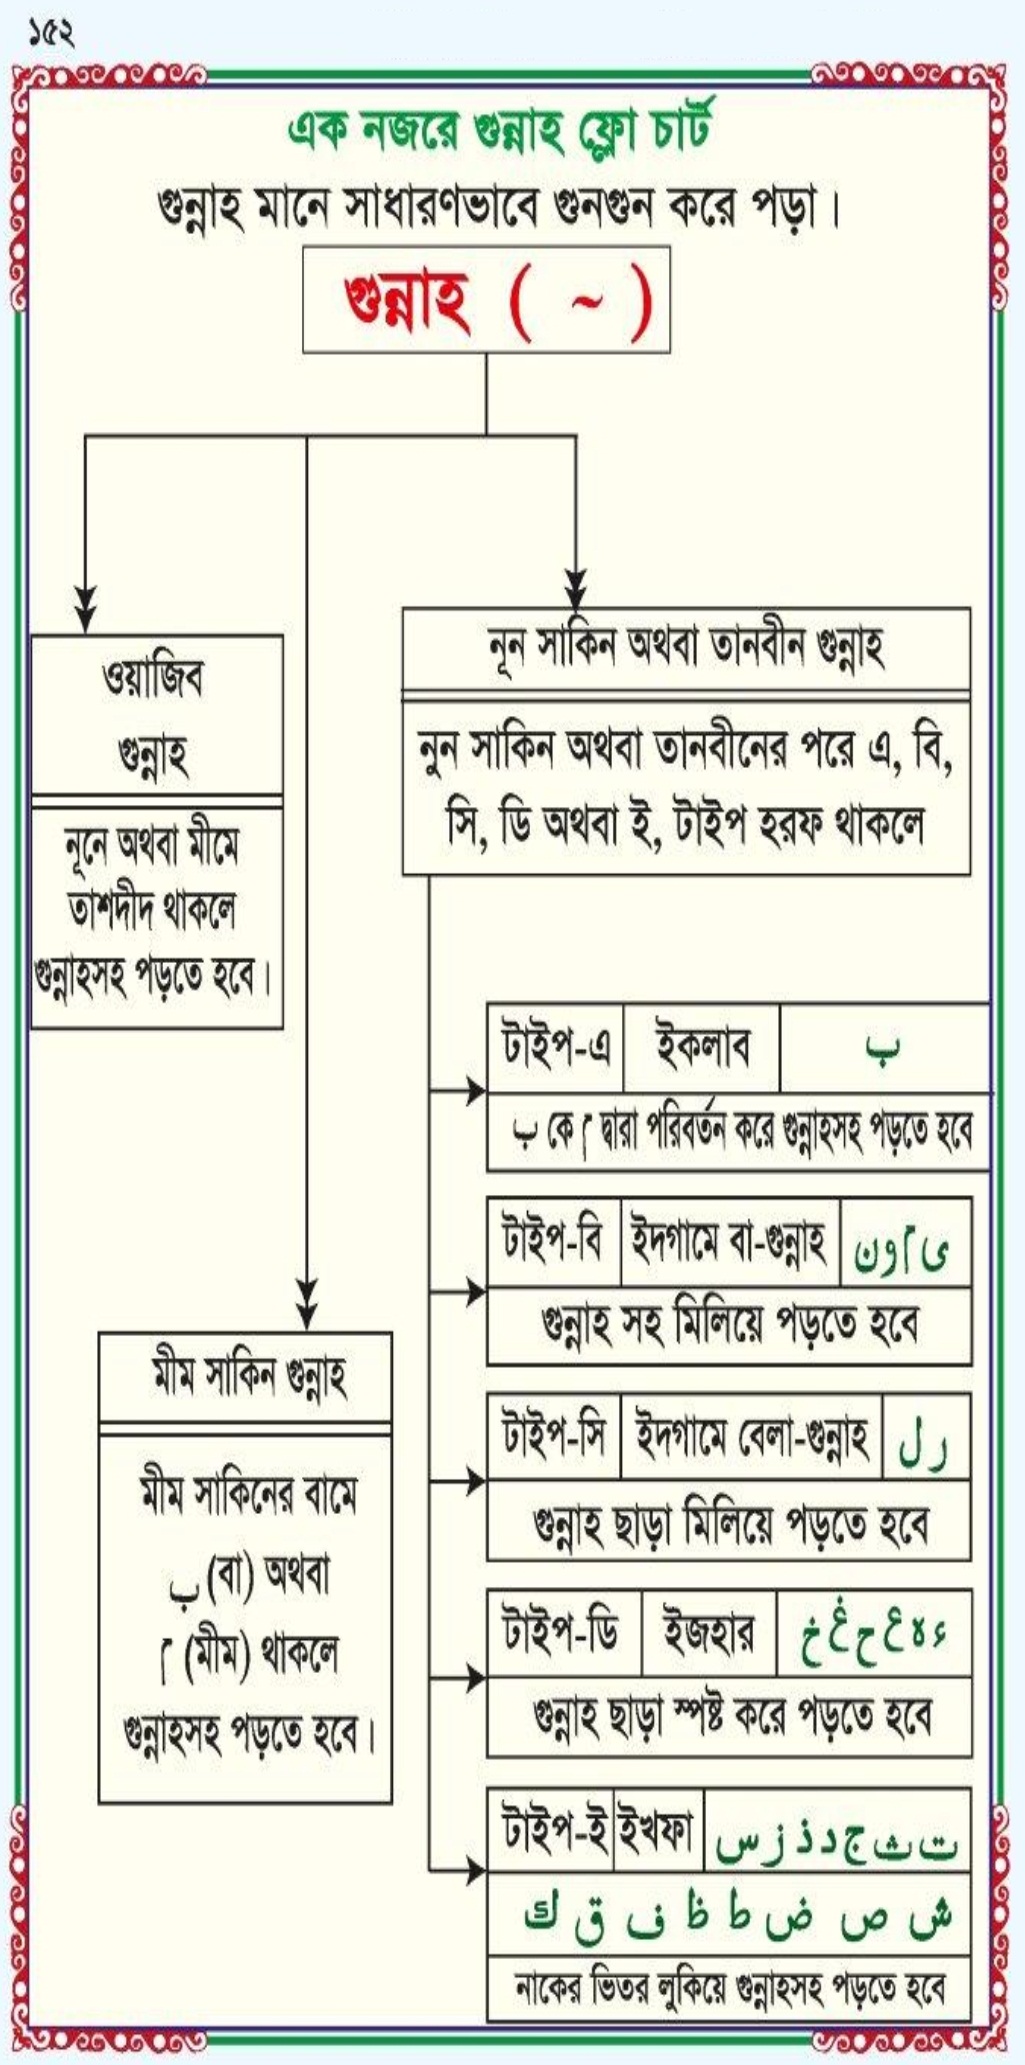 ১৫২
এক নজরে গুন্নাহ ফ্লো চার্ট
গুন্নাহ মানে সাধারণভাবে গুনগুন করে পড়া।
গুন্নাহ ( ~ )
ওয়াজিব
গুন্নাহ
নূনে অথবা মীমে
তাশদীদ থাকলে
গুন্নাহসহ পড়তে হবে।
মীম সাকিন গুন্নাহ
মীম সাকিনের বামে
ب (বা) অথবা
م (মীম) থাকলে
গুন্নাহসহ পড়তে হবে।
নূন সাকিন অথবা তানবীন গুন্নাহ
নুন সাকিন অথবা তানবীনের পরে এ, বি,
সি, ডি অথবা ই, টাইপ হরফ থাকলে
টাইপ-এ ইকলাব ب
ب কে م দ্বারা পরিবর্তন করে গুন্নাহসহ পড়তে হবে
টাইপ-বি ইদগামে বা-গুন্নাহ ى م و ن
গুন্নাহ সহ মিলিয়ে পড়তে হবে
টাইপ-সি ইদগামে বেলা-গুন্নাহ ر ل
গুন্নাহ ছাড়া মিলিয়ে পড়তে হবে
টাইপ-ডি ইজহার ء ه ع ح غ خ
গুন্নাহ ছাড়া স্পষ্ট করে পড়তে হবে
টাইপ-ই ইখফা ت ث ج د ذ ز س
ش ص ض ط ظ ف ق ك
নাকের ভিতর লুকিয়ে গুন্নাহসহ পড়তে হবে